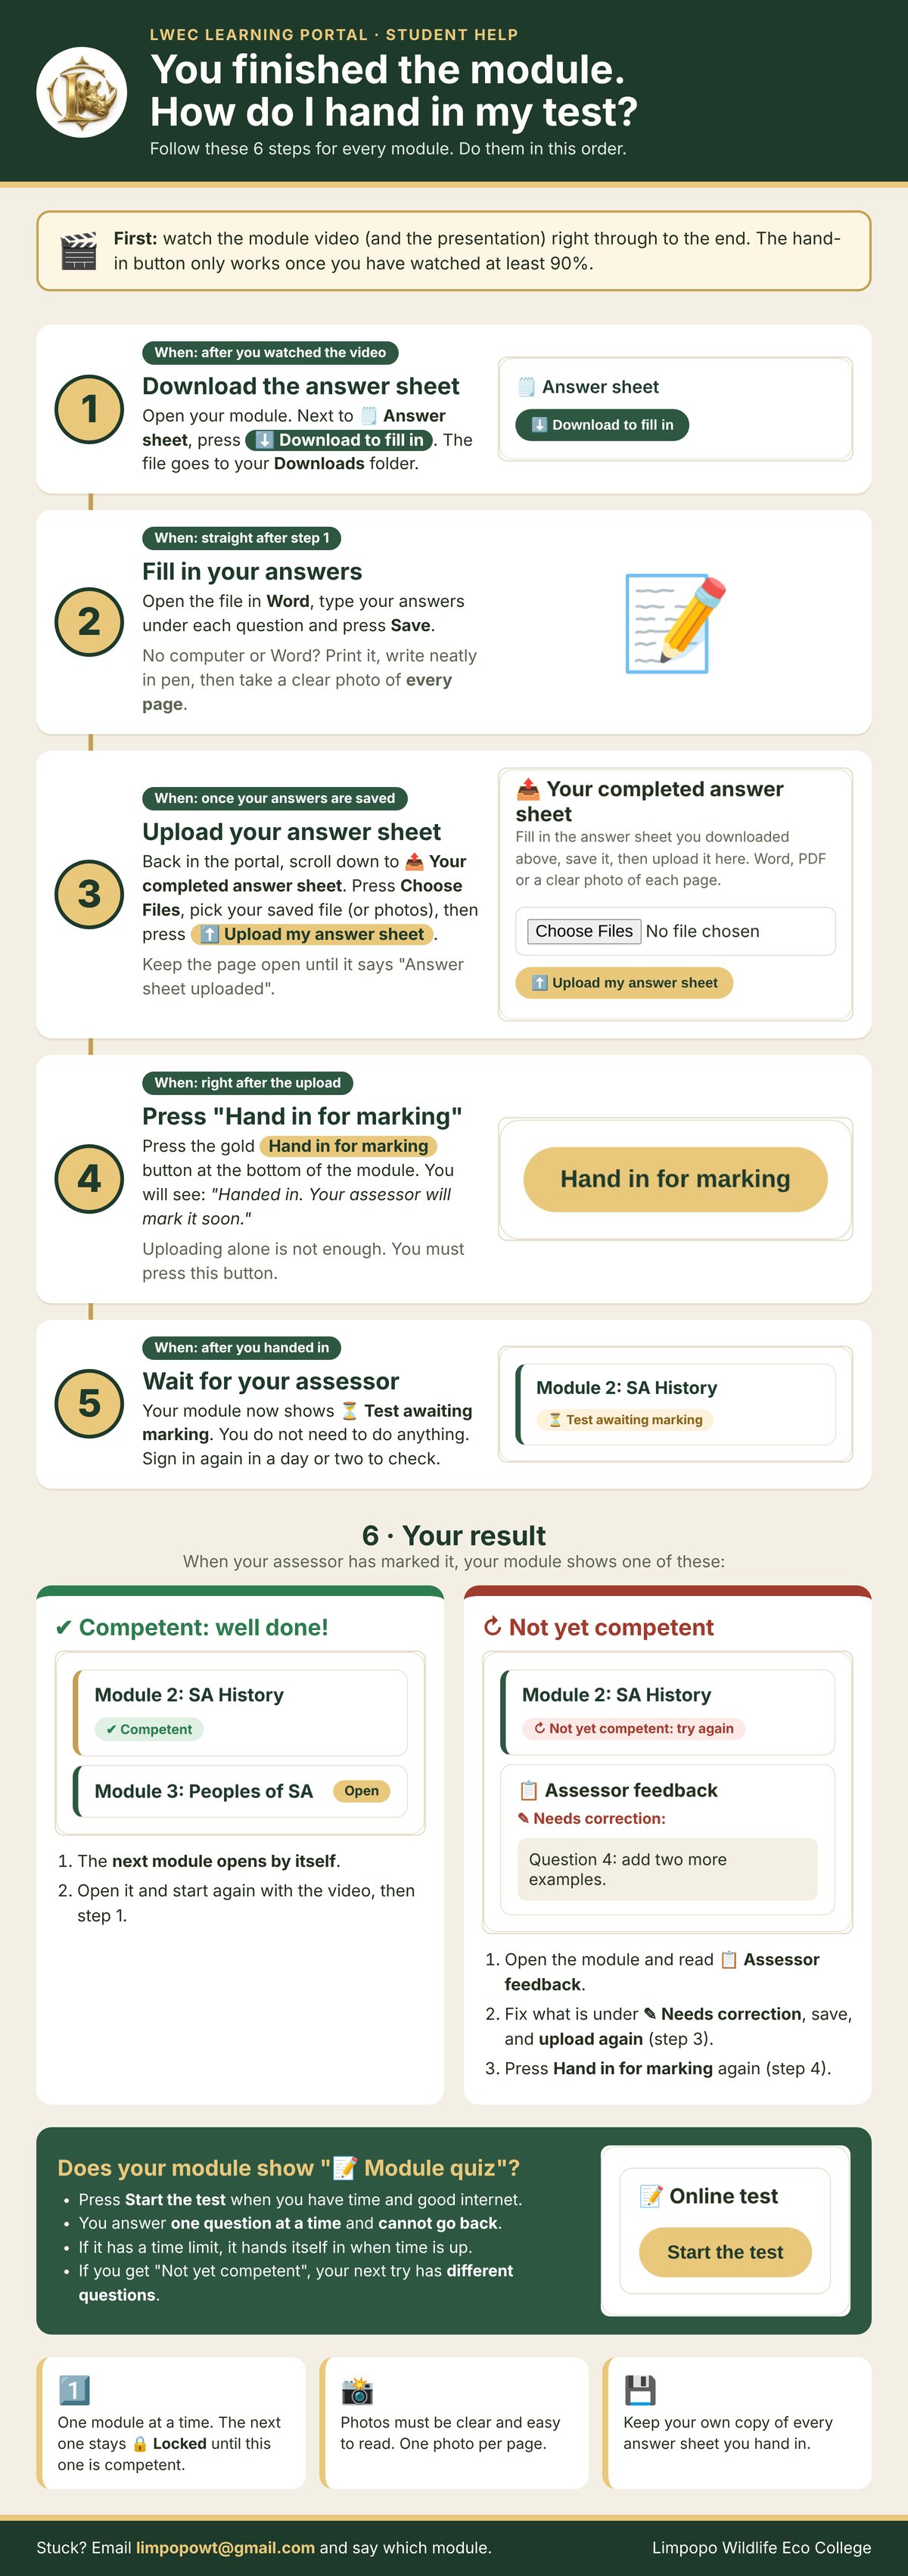 LWEC LEARNING PORTAL · STUDENT HELP
You finished the module.
How do I hand in my test?
Follow these 6 steps for every module. Do them in this order.
First: watch the module video (and the presentation) right through to the end. The hand-
in button only works once you have watched at least 90%.
1
When: after you watched the video
Download the answer sheet
Open your module. Next to 🗒️ Answer
sheet, press ⬇️ Download to fill in. The
file goes to your Downloads folder.
🗒️ Answer sheet
⬇️ Download to fill in
2
When: straight after step 1
Fill in your answers
Open the file in Word, type your answers
under each question and press Save.
No computer or Word? Print it, write neatly
in pen, then take a clear photo of every
page.
3
When: once your answers are saved
Upload your answer sheet
Back in the portal, scroll down to 📤 Your
completed answer sheet. Press Choose
Files, pick your saved file (or photos), then
press ⬆️ Upload my answer sheet.
Keep the page open until it says "Answer
sheet uploaded".
📤 Your completed answer
sheet
Fill in the answer sheet you downloaded
above, save it, then upload it here. Word, PDF
or a clear photo of each page.
Choose Files No file chosen
⬆️ Upload my answer sheet
4
When: right after the upload
Press "Hand in for marking"
Press the gold Hand in for marking
button at the bottom of the module. You
will see: "Handed in. Your assessor will
mark it soon."
Uploading alone is not enough. You must
press this button.
Hand in for marking
5
When: after you handed in
Wait for your assessor
Your module now shows ⏳ Test awaiting
marking. You do not need to do anything.
Sign in again in a day or two to check.
Module 2: SA History
⏳ Test awaiting marking
6 · Your result
When your assessor has marked it, your module shows one of these:
✔ Competent: well done!
Module 2: SA History
✔ Competent
Module 3: Peoples of SA Open
1. The next module opens by itself.
2. Open it and start again with the video, then
step 1.
↻ Not yet competent
Module 2: SA History
↻ Not yet competent: try again
📋 Assessor feedback
✎ Needs correction:
Question 4: add two more
examples.
1. Open the module and read 📋 Assessor
feedback.
2. Fix what is under ✎ Needs correction, save,
and upload again (step 3).
3. Press Hand in for marking again (step 4).
Does your module show "📝 Module quiz"?
• Press Start the test when you have time and good internet.
• You answer one question at a time and cannot go back.
• If it has a time limit, it hands itself in when time is up.
• If you get "Not yet competent", your next try has different
questions.
📝 Online test
Start the test
1️⃣
One module at a time. The next
one stays 🔒 Locked until this
one is competent.
Photos must be clear and easy
to read. One photo per page.
Keep your own copy of every
answer sheet you hand in.
Stuck? Email limpopowt@gmail.com and say which module.
Limpopo Wildlife Eco College